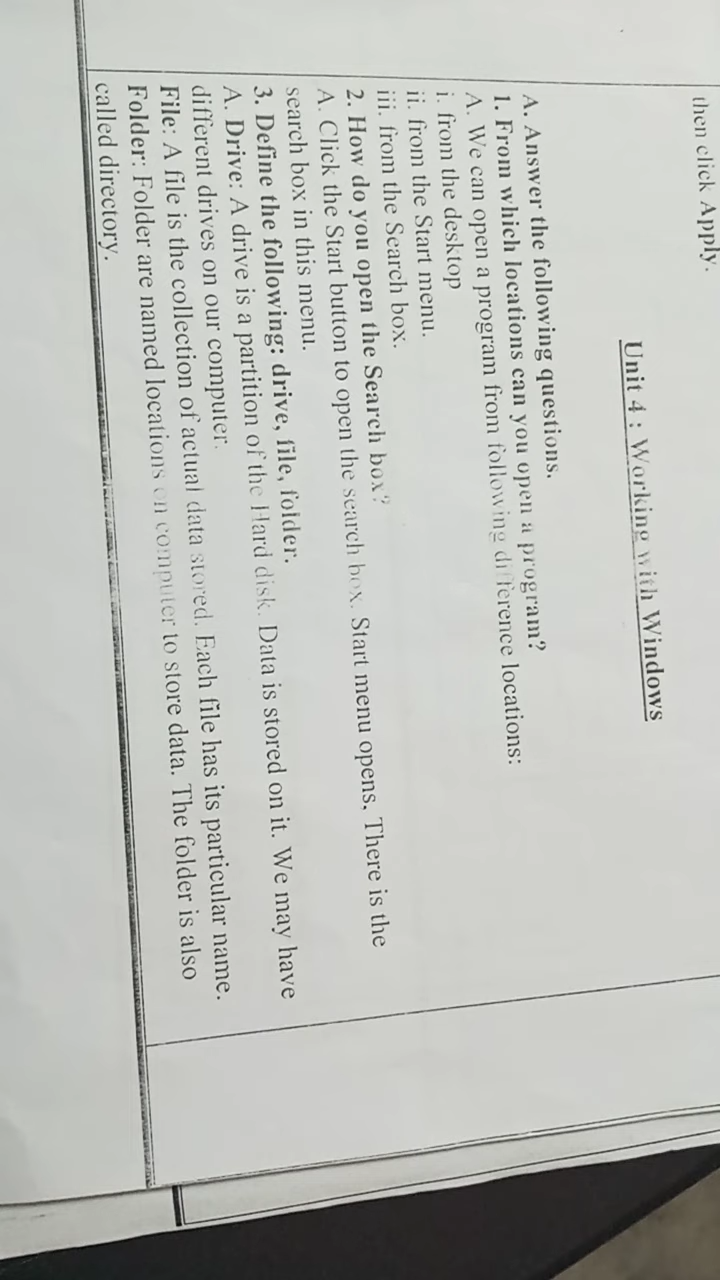 then click Apply.
Unit 4 : Working with Windows
A. Answer the following questions.
1. From which locations can you open a program?
A. We can open a program from following difference locations:
i. from the desktop
ii. from the Start menu.
iii. from the Search box.
2. How do you open the Search box?
A. Click the Start button to open the search box. Start menu opens. There is the
search box in this menu.
3. Define the following: drive, file, folder.
A. Drive: A drive is a partition of the Hard disk. Data is stored on it. We may have
different drives on our computer.
File: A file is the collection of actual data stored. Each file has its particular name.
Folder: Folder are named locations on computer to store data. The folder is also
called directory.